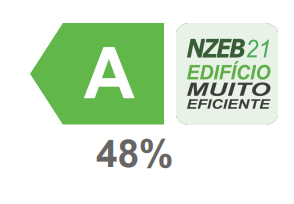 A
NZEB21
EDIFÍCIO
MUITO
EFICIENTE
48%